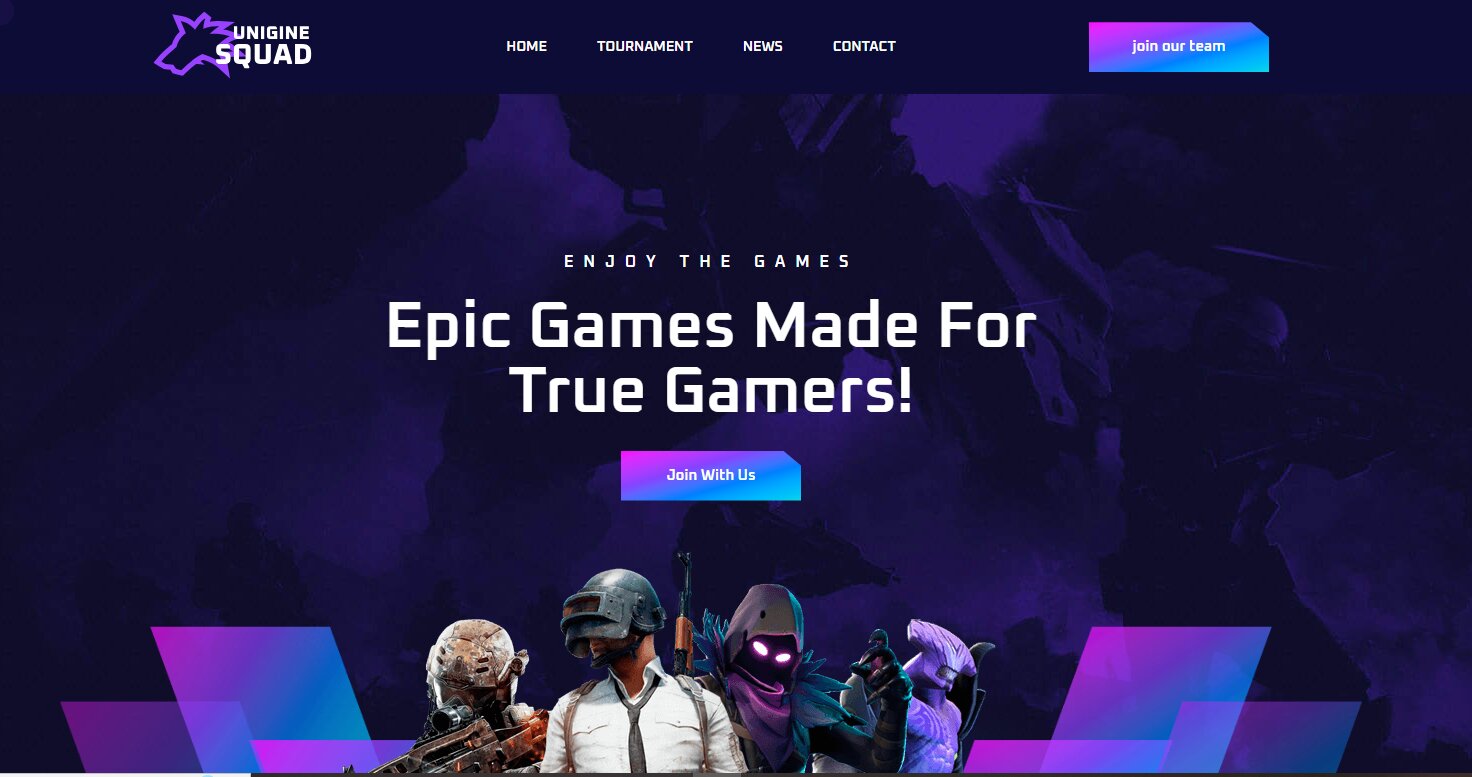 UNIGINE
SQUAD
HOME
TOURNAMENT
NEWS
CONTACT
join our team
ENJOY THE GAMES
Epic Games Made For
True Gamers!
Join With Us